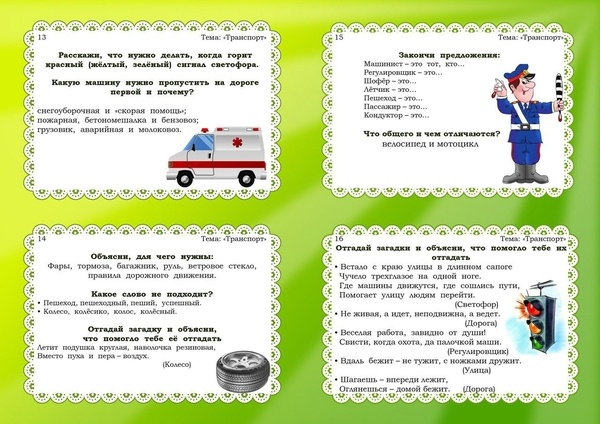 13 Тема: «Транспорт»
Расскажи, что нужно делать, когда горит
красный (жёлтый, зелёный) сигнал светофора.
Какую машину нужно пропустить на дороге
первой и почему?
снегоуборочная и «скорая помощь»;
пожарная, бетономешалка и бензовоз;
грузовик, аварийная и молоковоз.
15 Тема: «Транспорт»
Закончи предложения:
Машинист – это тот, кто…
Регулировщик – это…
Шофёр – это…
Лётчик – это…
Пешеход – это…
Пассажир – это…
Кондуктор – это…
Что общего и чем отличаются?
велосипед и мотоцикл
14 Тема: «Транспорт»
Объясни, для чего нужны:
Фары, тормоза, багажник, руль, ветровое стекло,
правила дорожного движения.
Какое слово не подходит?
• Пешеход, пешеходный, пеший, успешный.
• Колесо, колёсико, колос, колёсный.
Отгадай загадку и объясни,
что помогло тебе её отгадать
Летит подушка круглая, наволочка резиновая,
Вместо пуха и пера – воздух.
(Колесо)
16 Тема: «Транспорт»
Отгадай загадки и объясни, что помогло тебе их
отгадать
• Встало с краю улицы в длинном сапоге
Чучело трехглазое на одной ноге.
Где машины движутся, где сошлись пути,
Помогает улицу людям перейти.
(Светофор)
• Не живая, а идет, неподвижна, а ведет.
(Дорога)
• Веселая работа, завидно от души!
Свисти, когда охота, да палочкой маши.
(Регулировщик)
• Вдаль бежит – не тужит, с ножками дружит.
(Улица)
• Шагаешь – впереди лежит,
Оглянешься – домой бежит. (Дорога)